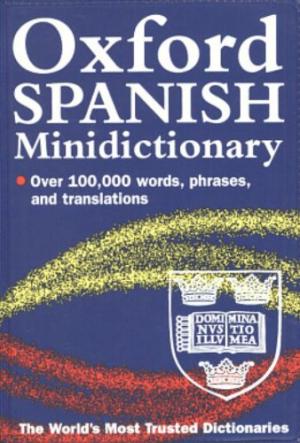 Oxford
SPANISH
Minidictionary
• Over 100,000 words, phrases,
and translations
DOMI MINA
NVS TIO
ILLV MEA
The World's Most Trusted Dictionaries